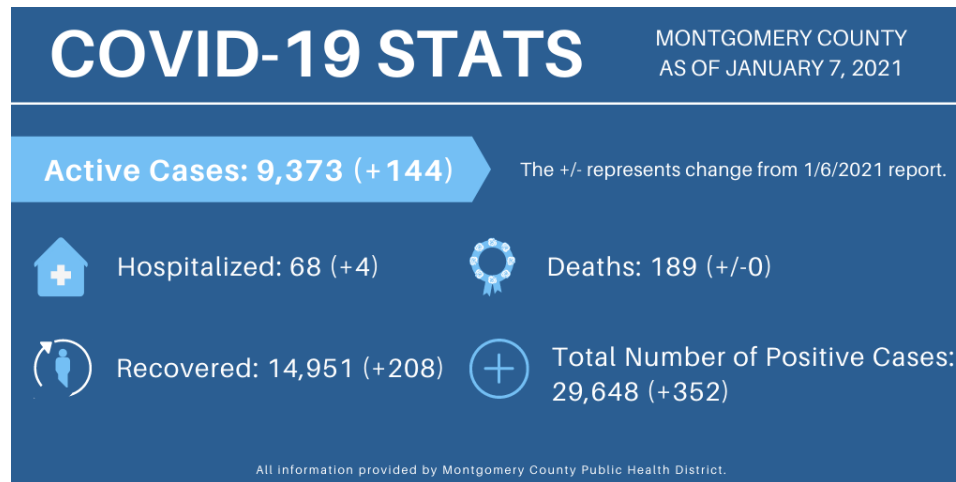 COVID-19 STATS
MONTGOMERY COUNTY
AS OF JANUARY 7, 2021
Active Cases: 9,373 (+144)
The +/- represents change from 1/6/2021 report.
Hospitalized: 68 (+4)
Deaths: 189 (+/-0)
Recovered: 14,951 (+208)
Total Number of Positive Cases:
29,648 (+352)
All information provided by Montgomery County Public Health District.